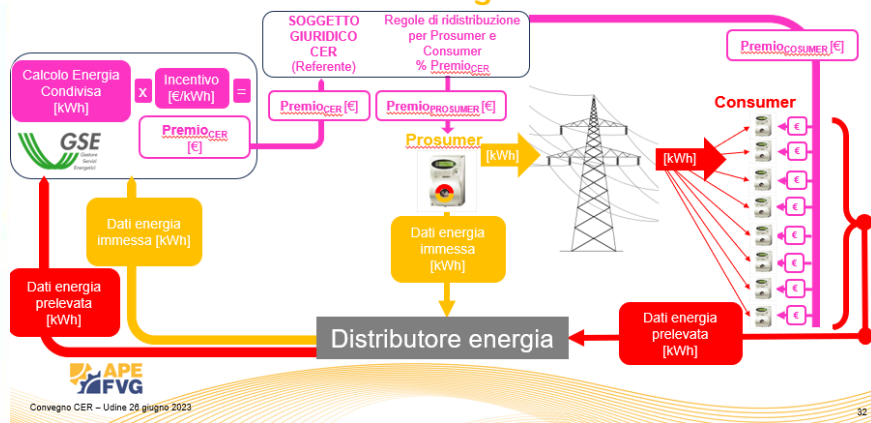 SOGGETTO
GIURIDICO
CER
(Referente)
Regole di ridistribuzione
per Prosumer e
Consumer
% PremioCER
PremioCOSUMER [€]
Calcolo Energia
Condivisa
[kWh]
x
Incentivo
[€/kWh]
=
PremioCER
[€]
GSE
Gestore
Servizi
Energetici
PremioCER [€]
PremioPROSUMER [€]
Prosumer
[kWh]
[kWh]
Consumer
€
€
€
€
€
€
€
€
Dati energia
immessa [kWh]
Dati energia
immessa
[kWh]
Dati energia
prelevata
[kWh]
Dati energia
prelevata
[kWh]
Distributore energia
APE
FVG
Convegno CER – Udine 26 giugno 2023
32